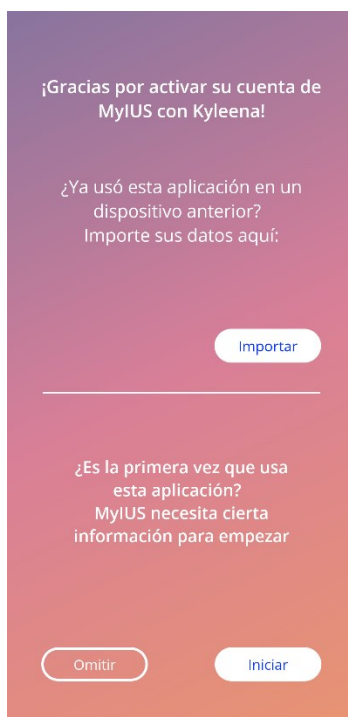 ¡Gracias por activar su cuenta de
MyIUS con Kyleena!
¿Ya usó esta aplicación en un
dispositivo anterior?
Importe sus datos aquí:
Importar
¿Es la primera vez que usa
esta aplicación?
MyIUS necesita cierta
información para empezar
Omitir
Iniciar